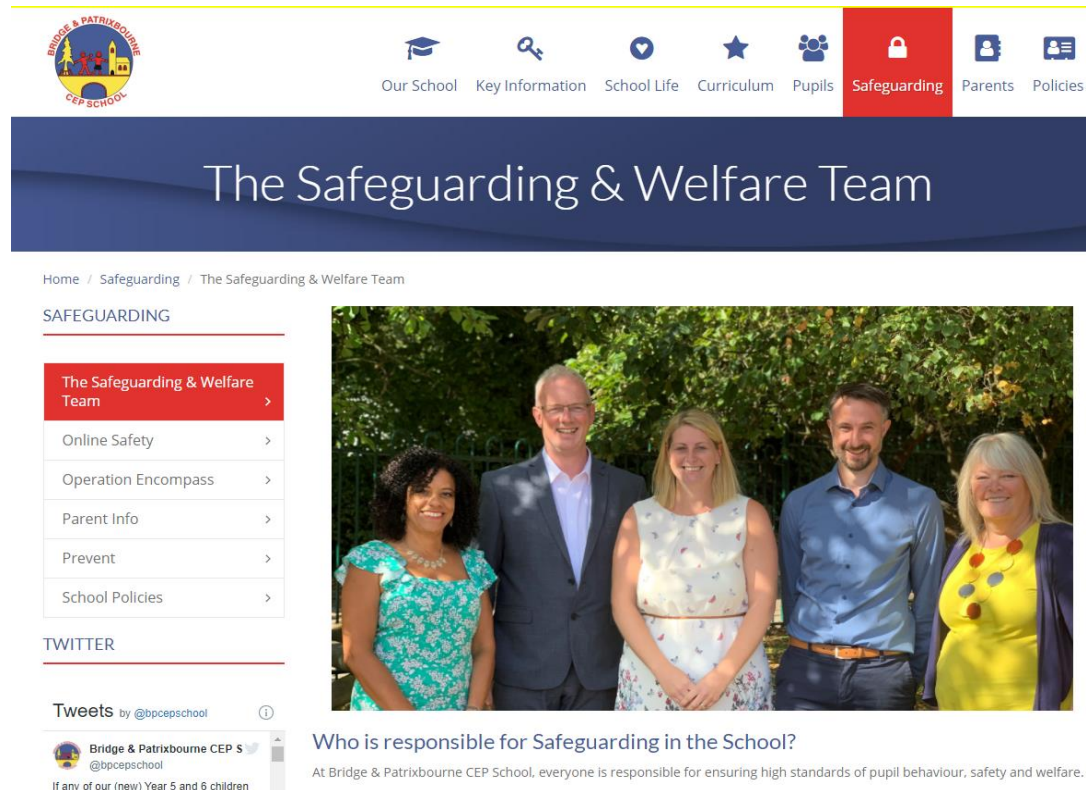 BRIDGE & PATRIXBOURNE
CEP SCHOOL
Our School Key Information School Life Curriculum Pupils Safeguarding Parents Policies
The Safeguarding & Welfare Team
Home / Safeguarding / The Safeguarding & Welfare Team
SAFEGUARDING
The Safeguarding & Welfare
Team
Online Safety
Operation Encompass
Parent Info
Prevent
School Policies
TWITTER
Tweets by @bpcepschool
Bridge & Patrixbourne CEP S
@bpcepschool
If any of our (new) Year 5 and 6 children
Who is responsible for Safeguarding in the School?
At Bridge & Patrixbourne CEP School, everyone is responsible for ensuring high standards of pupil behaviour, safety and welfare.